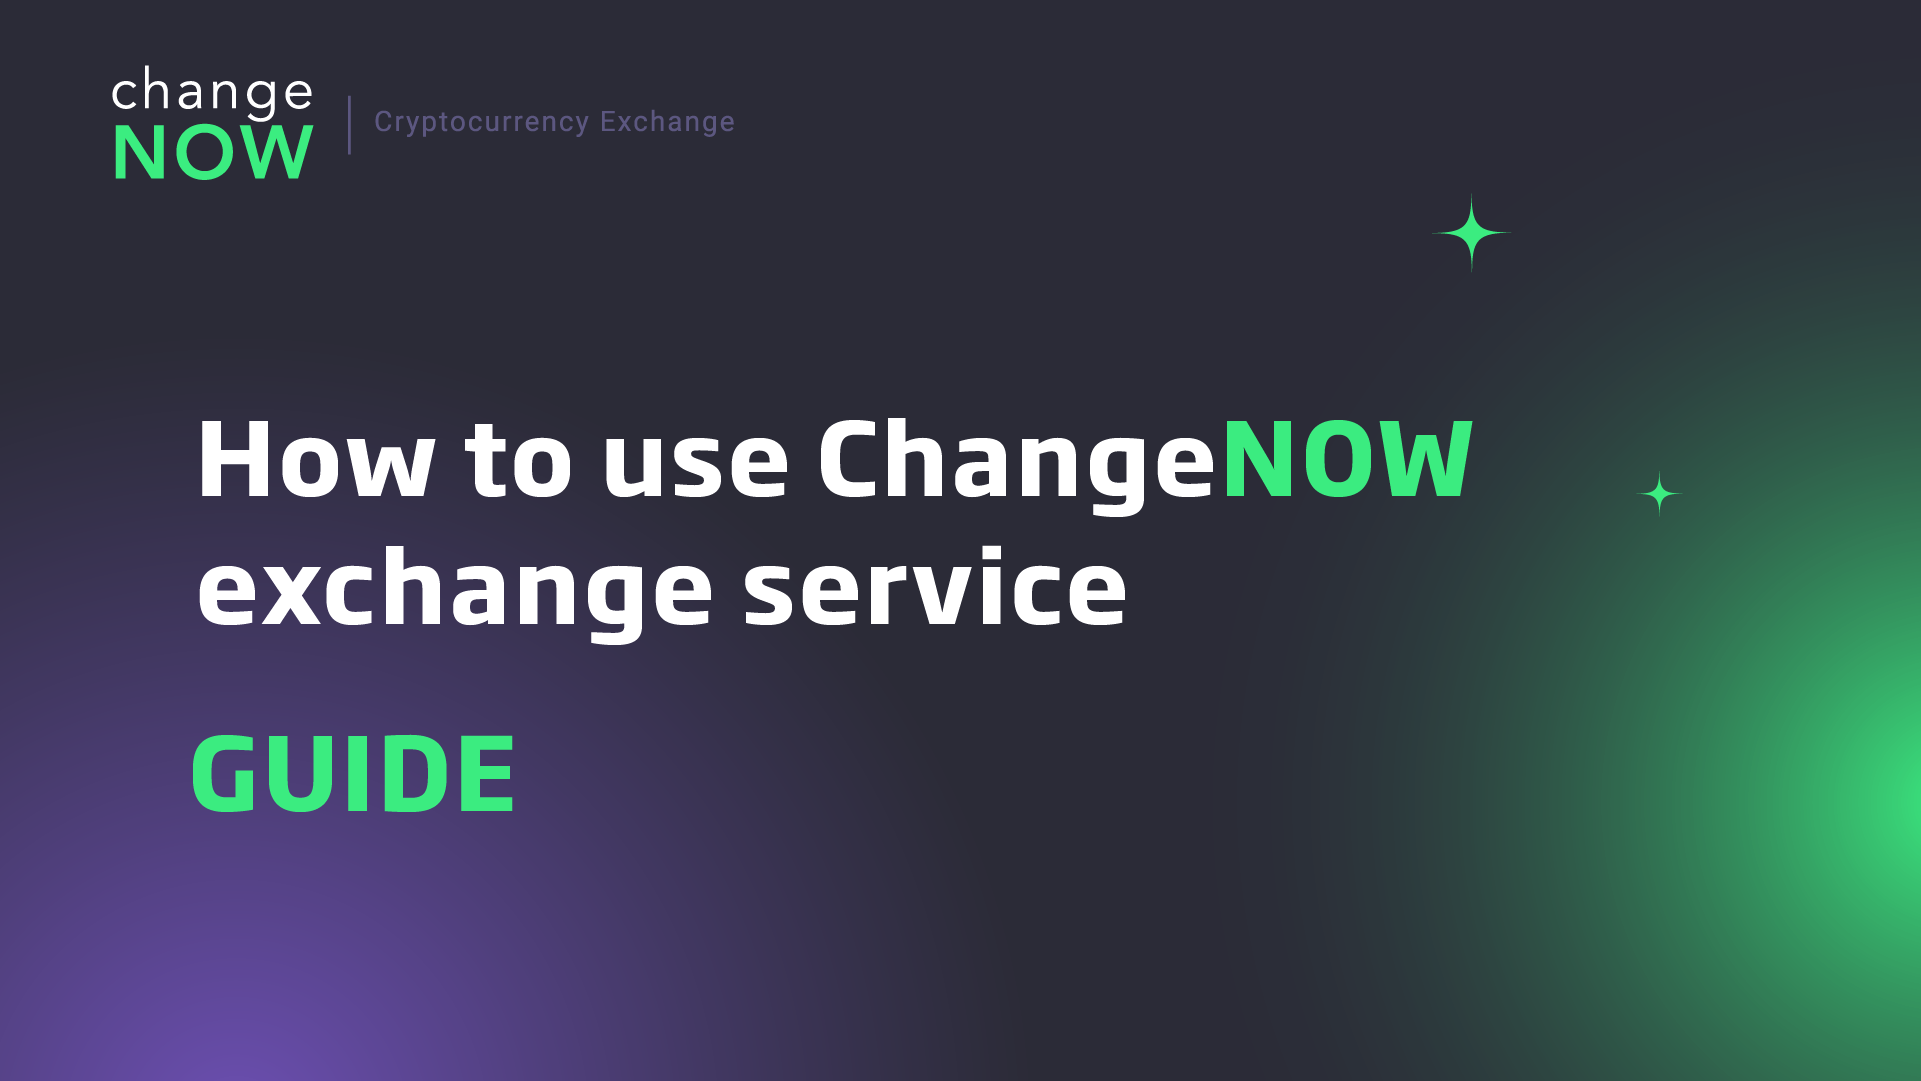 change
NOW
Cryptocurrency Exchange
How to use ChangeNOW
exchange service
GUIDE